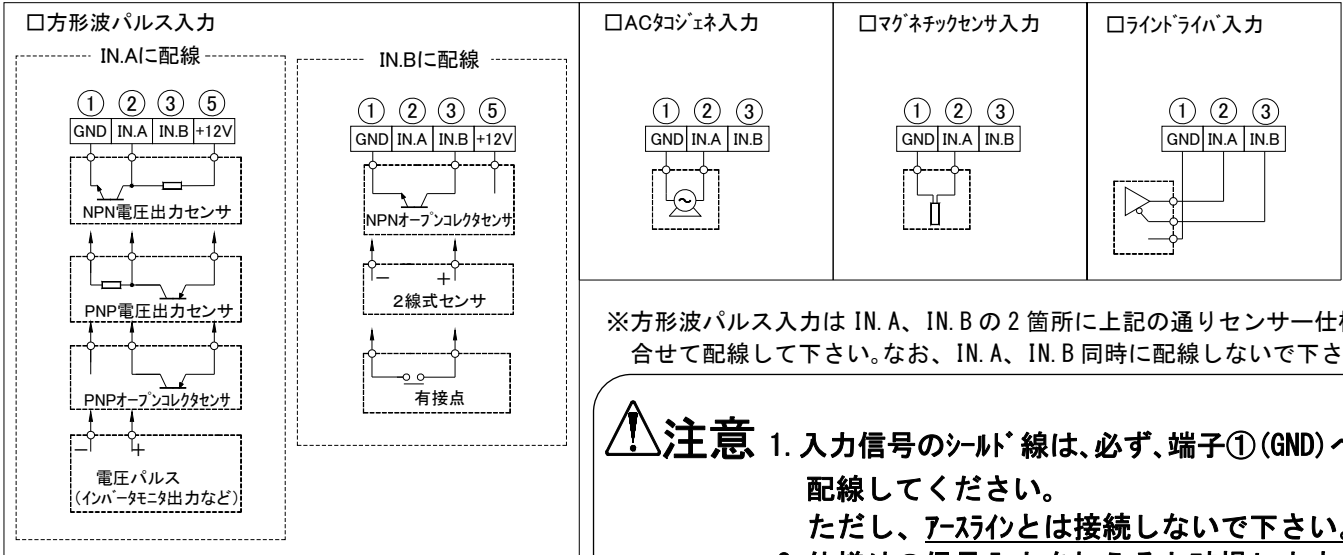 □方形波パルス入力
IN.Aに配線
① ② ③ ⑤
GND IN.A IN.B +12V
NPN電圧出力センサ
PNP電圧出力センサ
PNPオープンコレクタセンサ
− +
電圧パルス
(インバータモニタ出力など)
IN.Bに配線
① ② ③ ⑤
GND IN.A IN.B +12V
NPNオープンコレクタセンサ
− +
2線式センサ
有接点
□ACタコジェネ入力
① ② ③
GND IN.A IN.B
□マグネチックセンサ入力
① ② ③
GND IN.A IN.B
□ラインドライバ入力
① ② ③
GND IN.A IN.B
※方形波パルス入力は IN.A、IN.B の 2 箇所に上記の通りセンサー仕
合せて配線して下さい。なお、IN.A、IN.B 同時に配線しないで下さ
注意 1. 入力信号のシールド線は、必ず、端子①(GND)へ
配線してください。
ただし、アースラインとは接続しないで下さい。